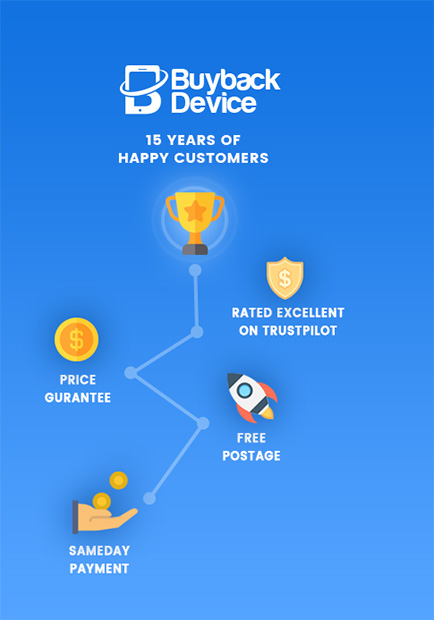 Buyback
Device
15 YEARS OF
HAPPY CUSTOMERS
RATED EXCELLENT
ON TRUSTPILOT
PRICE
GURANTEE
FREE
POSTAGE
SAMEDAY
PAYMENT